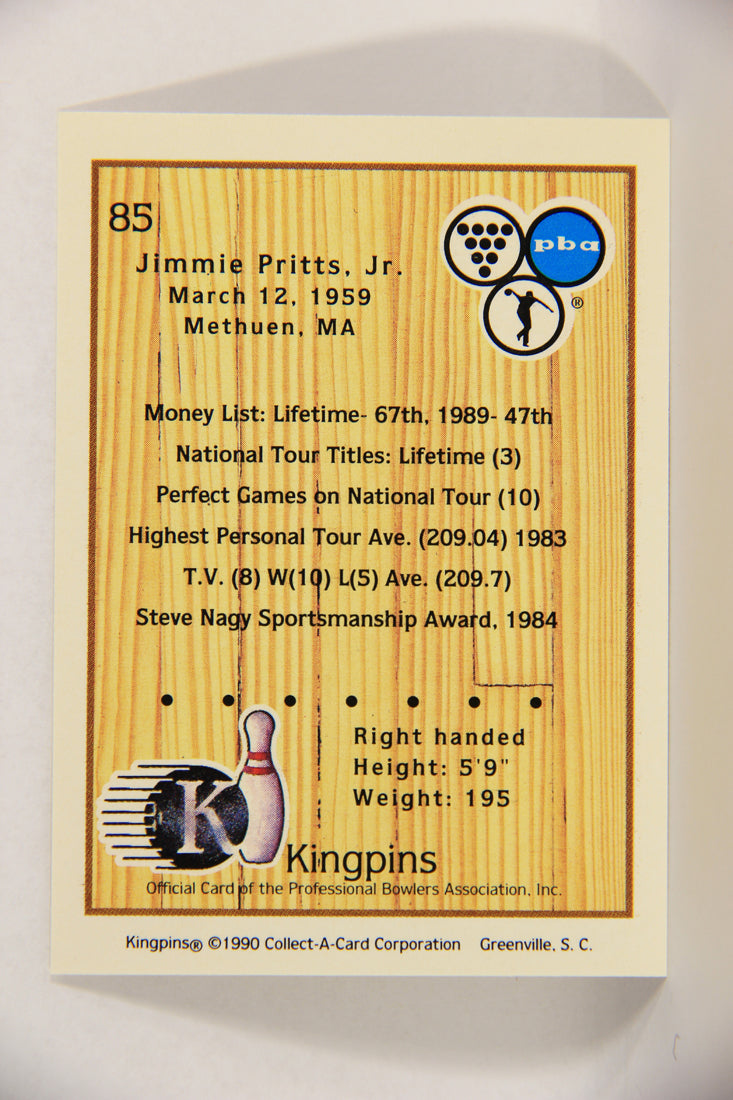 85
pba
®
Jimmie Pritts, Jr.
March 12, 1959
Methuen, MA
Money List: Lifetime- 67th, 1989- 47th
National Tour Titles: Lifetime (3)
Perfect Games on National Tour (10)
Highest Personal Tour Ave. (209.04) 1983
T.V. (8) W(10) L(5) Ave. (209.7)
Steve Nagy Sportsmanship Award, 1984
Right handed
Height: 5'9"
Weight: 195
K
Kingpins
Official Card of the Professional Bowlers Association, Inc.
Kingpins® ©1990 Collect-A-Card Corporation Greenville, S. C.